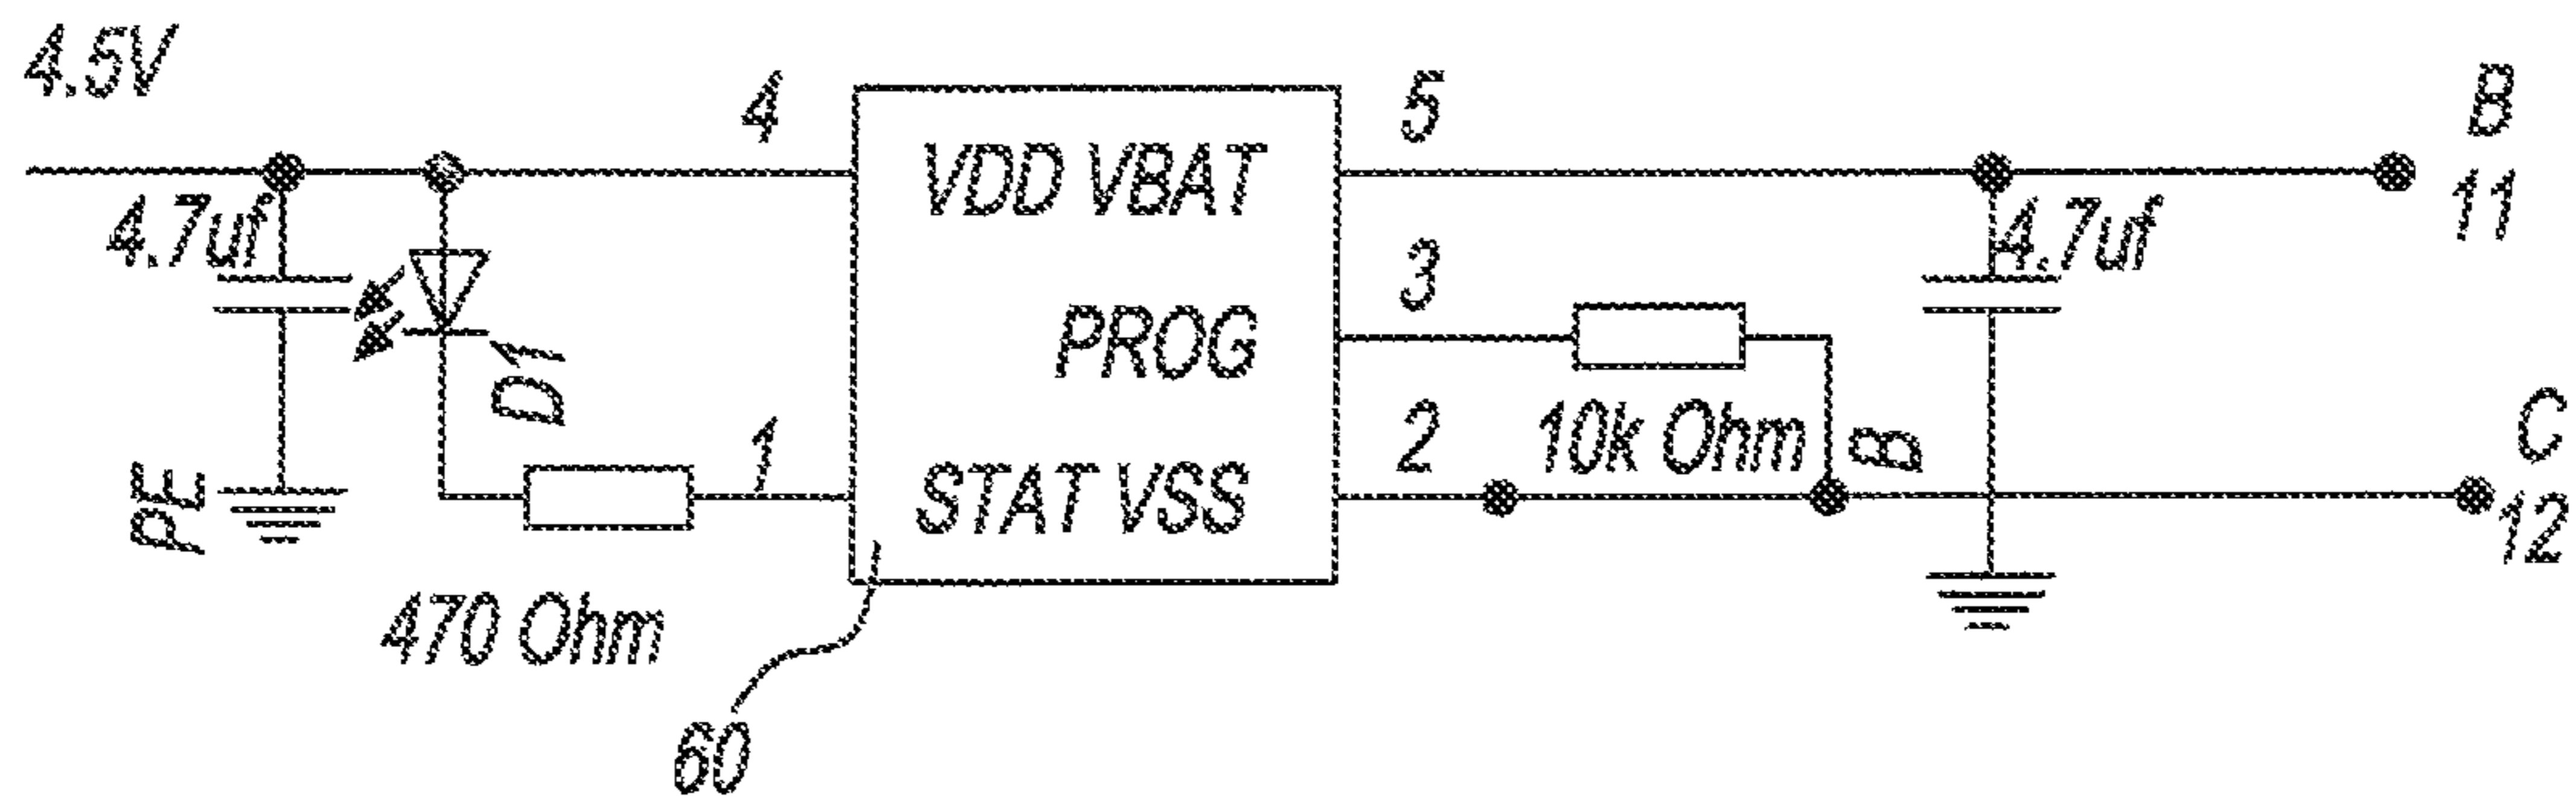 4.5V
4
5
B
11
4.7uf
VDD VBAT
4.7uf
3
PROG
D1
10k Ohm
B
C
12
PE
1
2
STAT VSS
470 Ohm
60